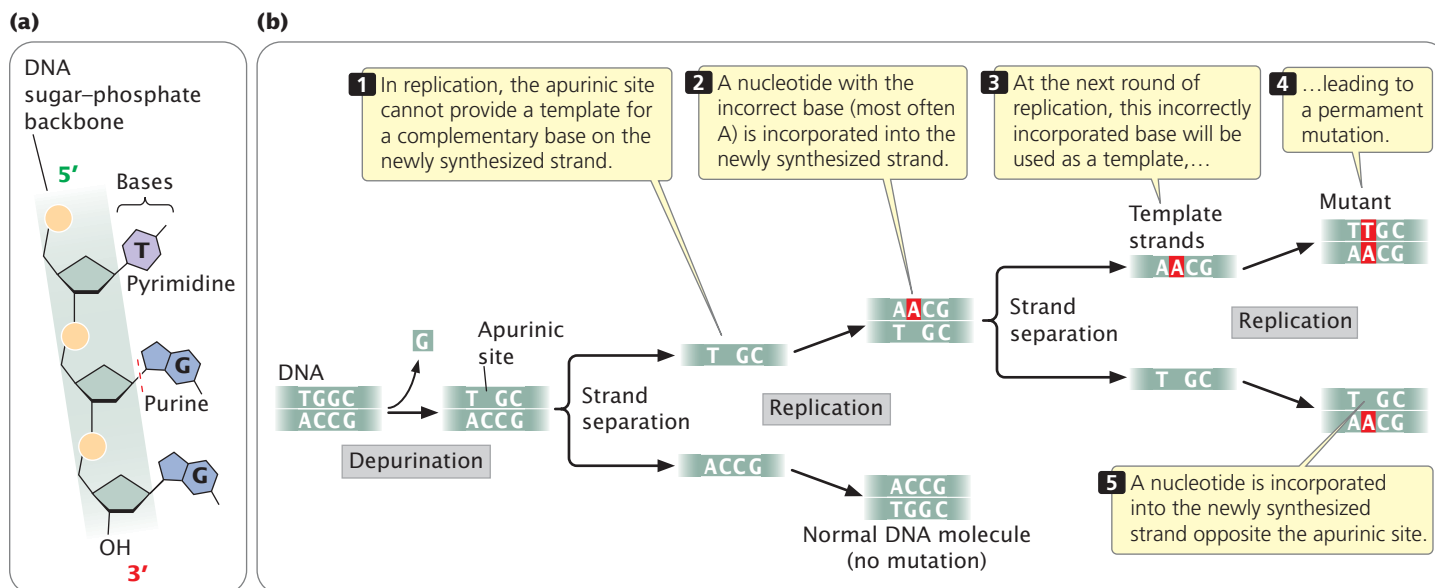 (a)
DNA
sugar–phosphate
backbone
5’
Bases
T
Pyrimidine
G
Purine
G
OH
3’
(b)
1 In replication, the apurinic site
cannot provide a template for
a complementary base on the
newly synthesized strand.
2 A nucleotide with the
incorrect base (most often
A) is incorporated into the
newly synthesized strand.
3 At the next round of
replication, this incorrectly
incorporated base will be
used as a template,…
4 …leading to
a permament
mutation.
DNA
TGGC
ACCG
G
Depurination
Apurinic
site
T GC
ACCG
Strand
separation
T GC
ACCG
Replication
AACG
T GC
ACCG
TGGC
Normal DNA molecule
(no mutation)
Strand
separation
Template
strands
AACG
T GC
Replication
Mutant
TTGC
AACG
T GC
AACG
5 A nucleotide is incorporated
into the newly synthesized
strand opposite the apurinic site.